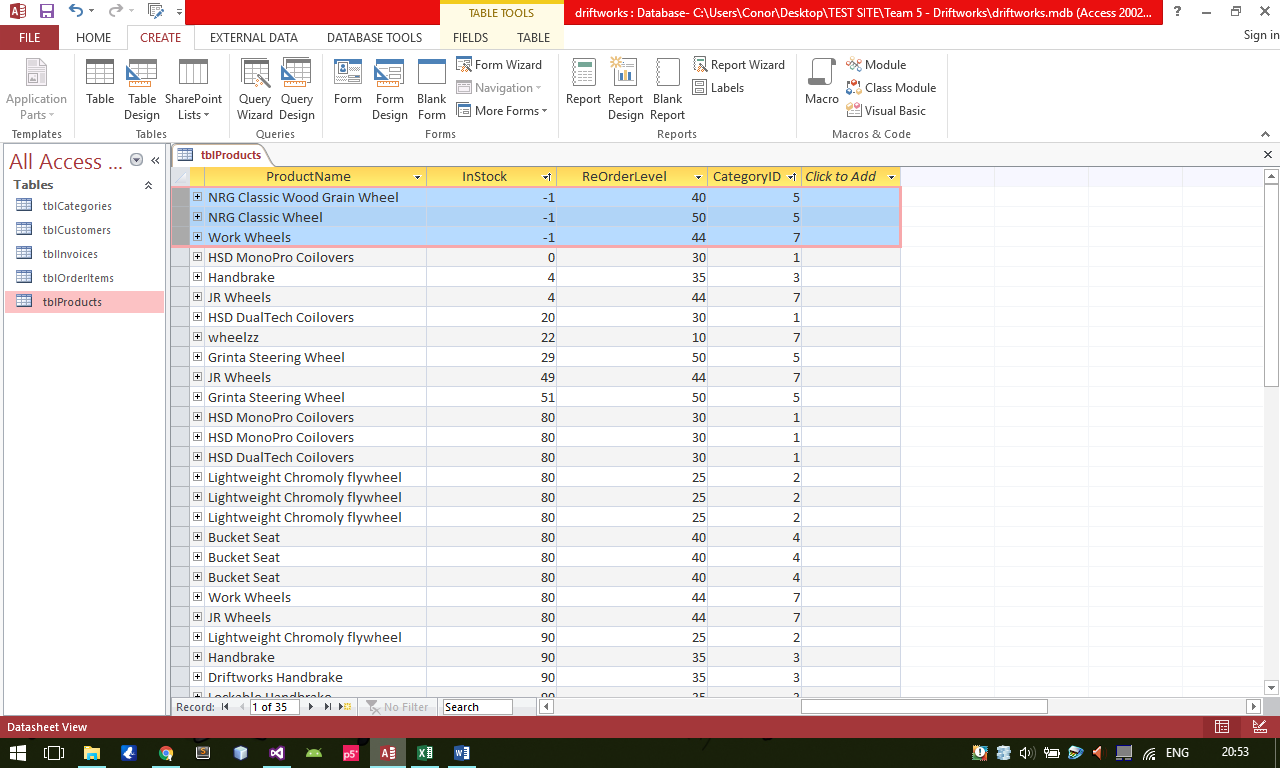 TABLE TOOLS
driftworks : Database- C:\Users\Conor\Desktop\TEST SITE\Team 5 - Driftworks\driftworks.mdb (Access 2002...
?
FILE HOME CREATE EXTERNAL DATA DATABASE TOOLS FIELDS TABLE Sign in
Application Parts
Table
Table Design
SharePoint Lists
Query Wizard
Query Design
Form
Form Design
Blank Form
Form Wizard
Navigation
More Forms
Report
Report Design
Blank Report
Report Wizard
Labels
Macro
Module
Class Module
Visual Basic
Templates Tables Queries Forms Reports Macros & Code
All Access ...
Tables
tblCategories
tblCustomers
tblInvoices
tblOrderItems
tblProducts
tblProducts
ProductName InStock ReOrderLevel CategoryID Click to Add
NRG Classic Wood Grain Wheel -1 40 5
NRG Classic Wheel -1 50 5
Work Wheels -1 44 7
HSD MonoPro Coilovers 0 30 1
Handbrake 4 35 3
JR Wheels 4 44 7
HSD DualTech Coilovers 20 30 1
wheelzz 22 10 7
Grinta Steering Wheel 29 50 5
JR Wheels 49 44 7
Grinta Steering Wheel 51 50 5
HSD MonoPro Coilovers 80 30 1
HSD MonoPro Coilovers 80 30 1
HSD DualTech Coilovers 80 30 1
Lightweight Chromoly flywheel 80 25 2
Lightweight Chromoly flywheel 80 25 2
Lightweight Chromoly flywheel 80 25 2
Bucket Seat 80 40 4
Bucket Seat 80 40 4
Bucket Seat 80 40 4
Work Wheels 80 44 7
JR Wheels 80 44 7
Lightweight Chromoly flywheel 90 25 2
Handbrake 90 35 3
Driftworks Handbrake 90 35 3
Lockable Handbrake 90 35 3
Record: 1 of 35 No Filter Search
Datasheet View
p5* ENG 20:53